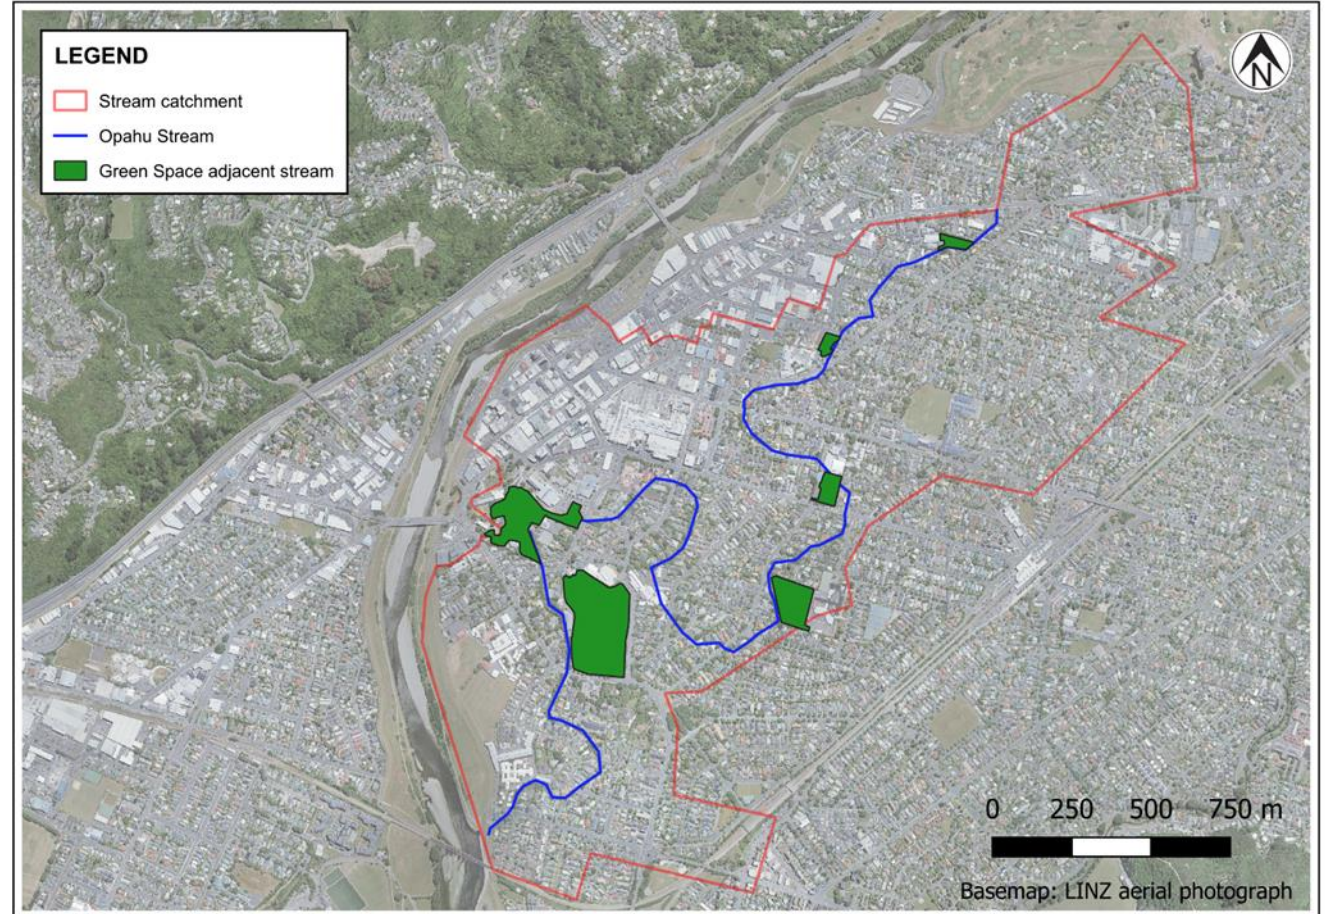 LEGEND
Stream catchment
Opahu Stream
Green Space adjacent stream
N
0 250 500 750 m
Basemap: LINZ aerial photograph